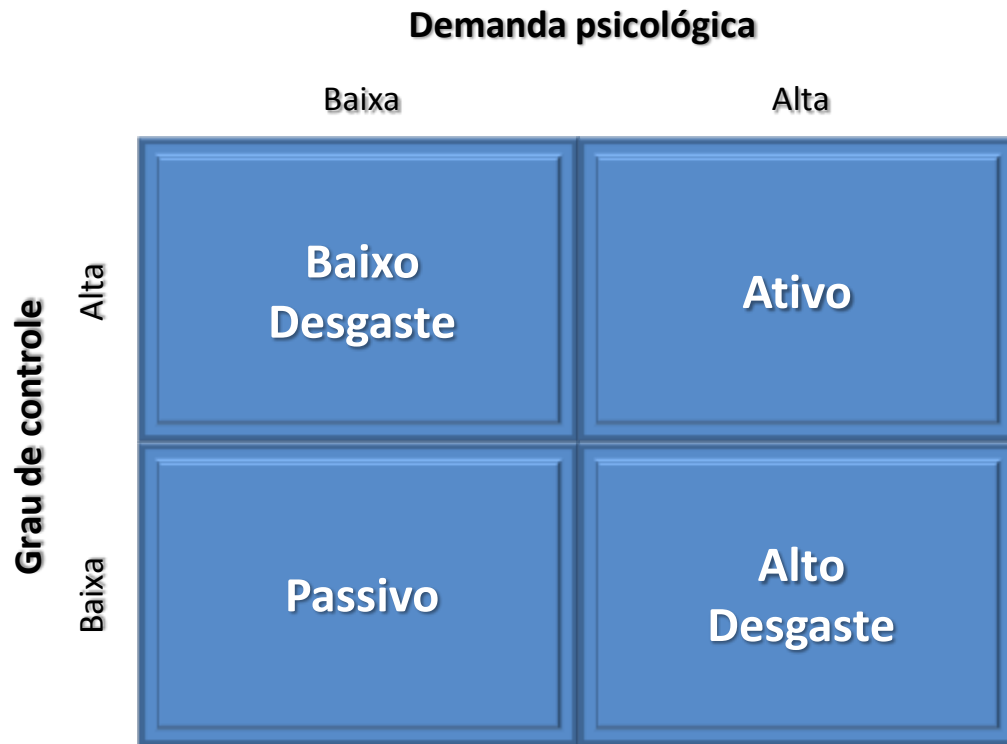 Demanda psicológica
Baixa
Alta
Grau de controle
Alta
Baixo
Desgaste
Ativo
Baixa
Passivo
Alto
Desgaste